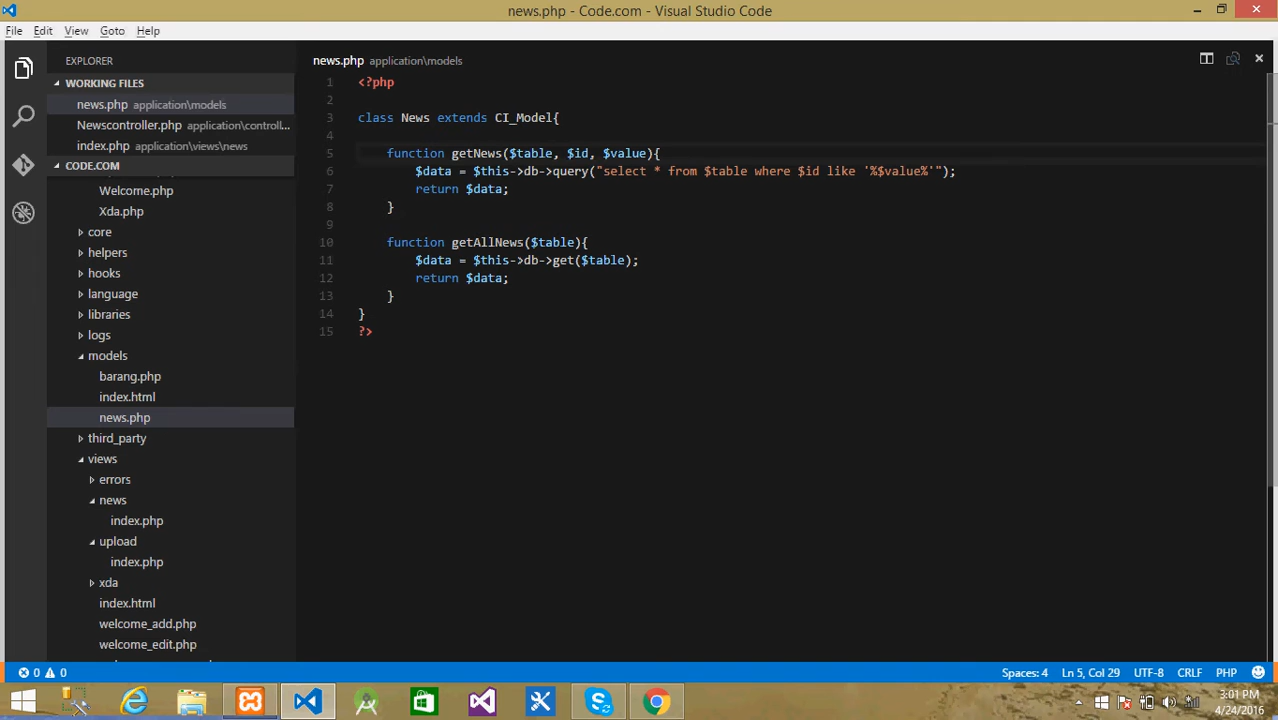 news.php - Code.com - Visual Studio Code
File Edit View Goto Help
EXPLORER
WORKING FILES
news.php application\models
Newscontroller.php application\controll...
index.php application\views\news
CODE.COM
Welcome.php
Xda.php
core
helpers
hooks
language
libraries
logs
models
barang.php
index.html
news.php
third_party
views
errors
news
index.php
upload
index.php
xda
index.html
welcome_add.php
welcome_edit.php
news.php application\models
1 <?php
2
3 class News extends CI_Model{
4
5 function getNews($table, $id, $value){
6 $data = $this->db->query("select * from $table where $id like '%$value%'");
7 return $data;
8 }
9
10 function getAllNews($table){
11 $data = $this->db->get($table);
12 return $data;
13 }
14 }
15 ?>
0 0 Spaces: 4 Ln 5, Col 29 UTF-8 CRLF PHP
3:01 PM
4/24/2016